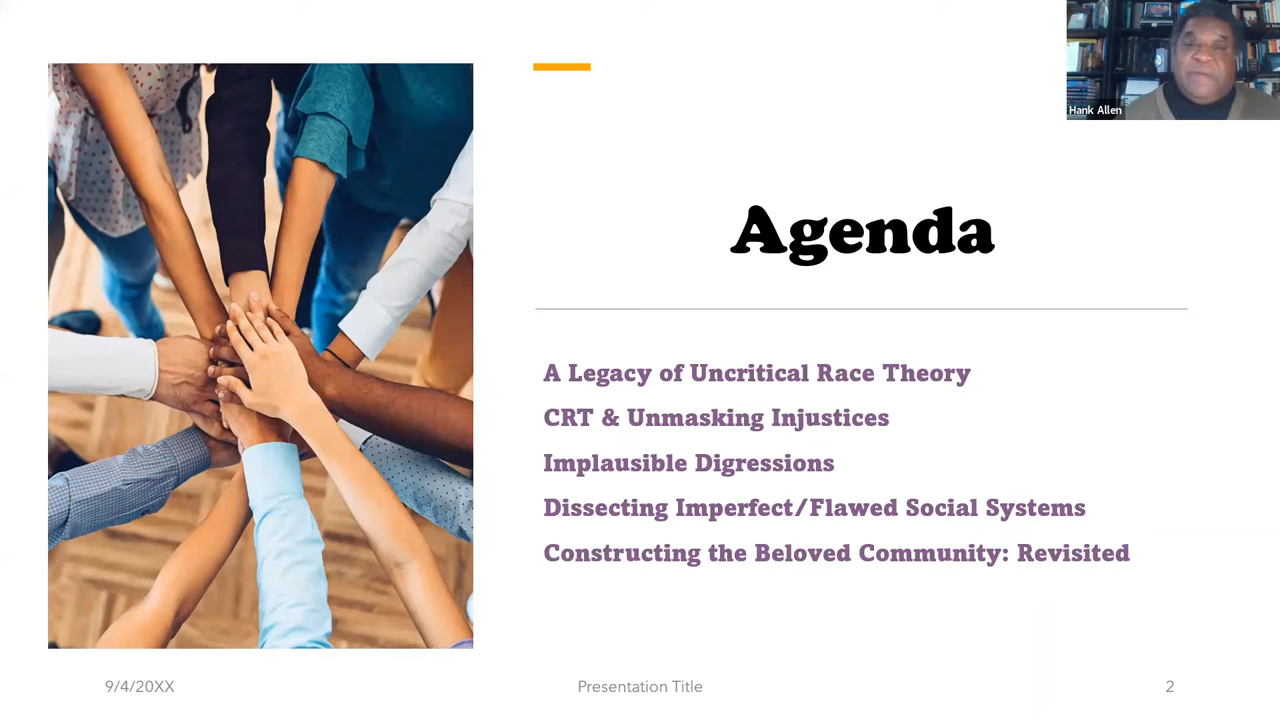 Hank Allen
Agenda
A Legacy of Uncritical Race Theory
CRT & Unmasking Injustices
Implausible Digressions
Dissecting Imperfect/Flawed Social Systems
Constructing the Beloved Community: Revisited
9/4/20XX
Presentation Title
2